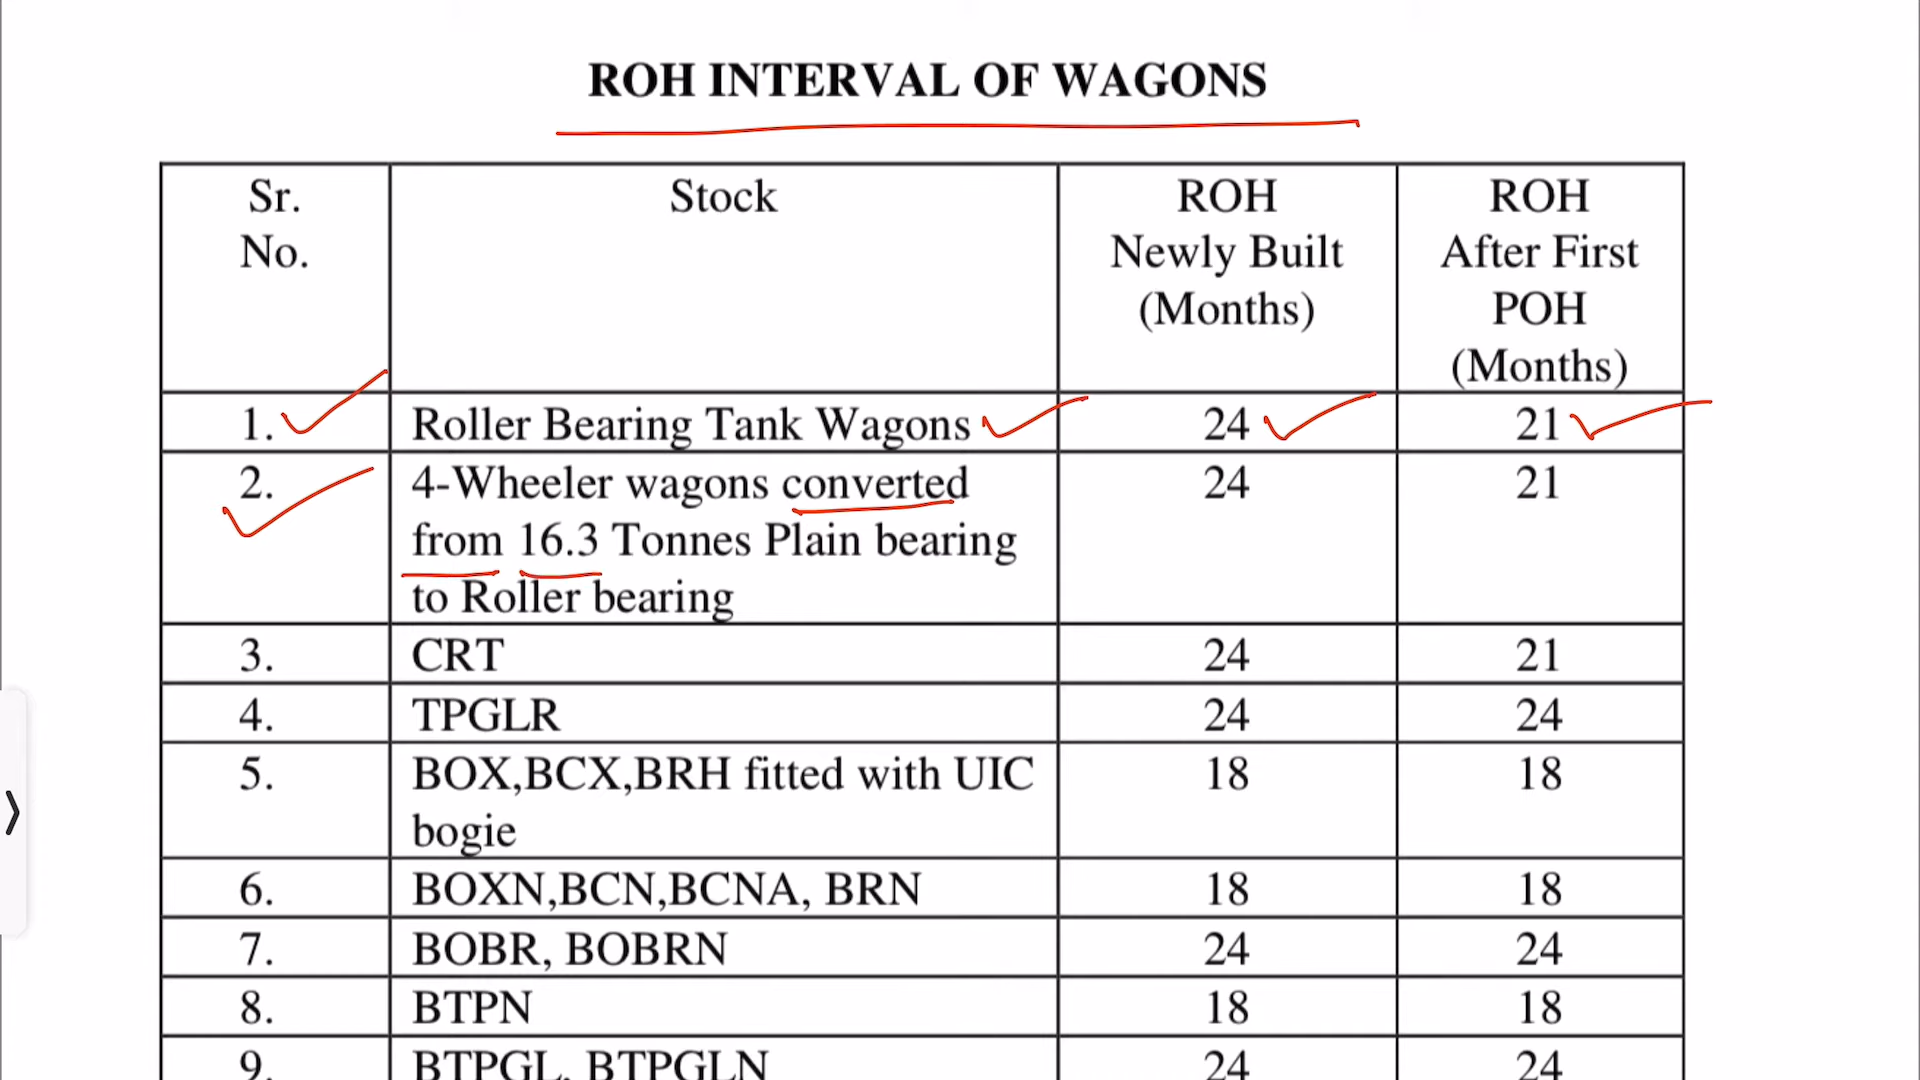 ROH INTERVAL OF WAGONS
Sr. No. Stock ROH Newly Built (Months) ROH After First POH (Months)
1. Roller Bearing Tank Wagons 24 21
2. 4-Wheeler wagons converted 24 21
from 16.3 Tonnes Plain bearing
to Roller bearing
3. CRT 24 21
4. TPGLR 24 24
5. BOX,BCX,BRH fitted with UIC 18 18
bogie
6. BOXN,BCN,BCNA, BRN 18 18
7. BOBR, BOBRN 24 24
8. BTPN 18 18
9. BTPGL, BTPGLN 24 24